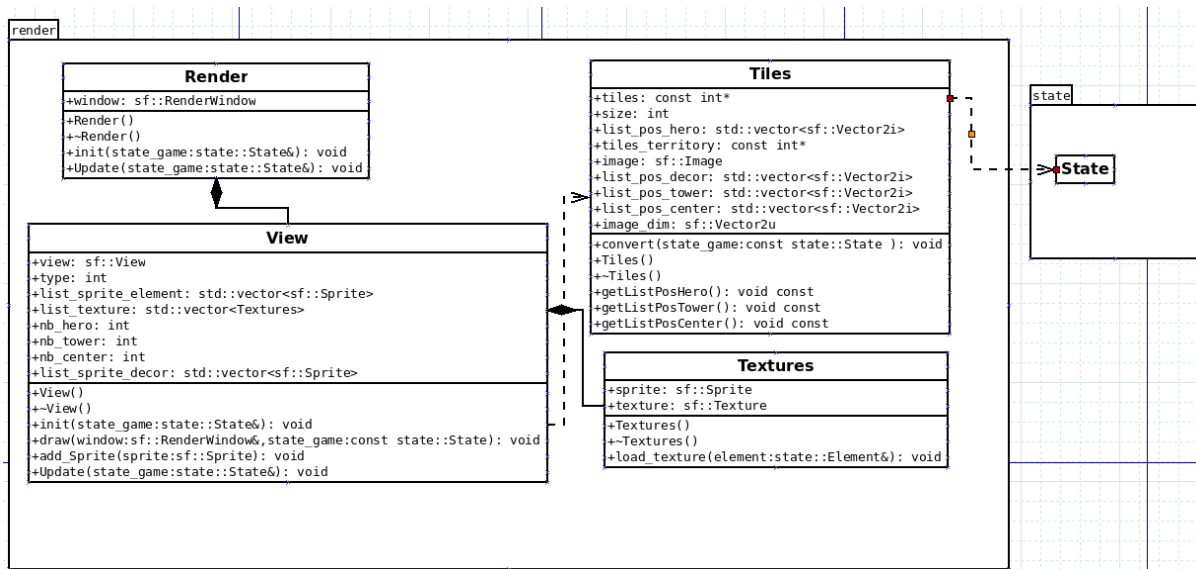 render
Render
+window: sf::RenderWindow
+Render()
+~Render()
+init(state_game:state::State&): void
+Update(state_game:state::State&): void
View
+view: sf::View
+type: int
+list_sprite_element: std::vector<sf::Sprite>
+list_texture: std::vector<Textures>
+nb_hero: int
+nb_tower: int
+nb_center: int
+list_sprite_decor: std::vector<sf::Sprite>
+View()
+~View()
+init(state_game:state::State&): void
+draw(window:sf::RenderWindow&,state_game:const state::State): void
+add_Sprite(sprite:sf::Sprite): void
+Update(state_game:state::State&): void
Tiles
+tiles: const int*
+size: int
+list_pos_hero: std::vector<sf::Vector2i>
+tiles_territory: const int*
+image: sf::Image
+list_pos_decor: std::vector<sf::Vector2i>
+list_pos_tower: std::vector<sf::Vector2i>
+list_pos_center: std::vector<sf::Vector2i>
+image_dim: sf::Vector2u
+convert(state_game:const state::State ): void
+Tiles()
+~Tiles()
+getListPosHero(): void const
+getListPosTower(): void const
+getListPosCenter(): void const
Textures
+sprite: sf::Sprite
+texture: sf::Texture
+Textures()
+~Textures()
+load_texture(element:state::Element&): void
state
State